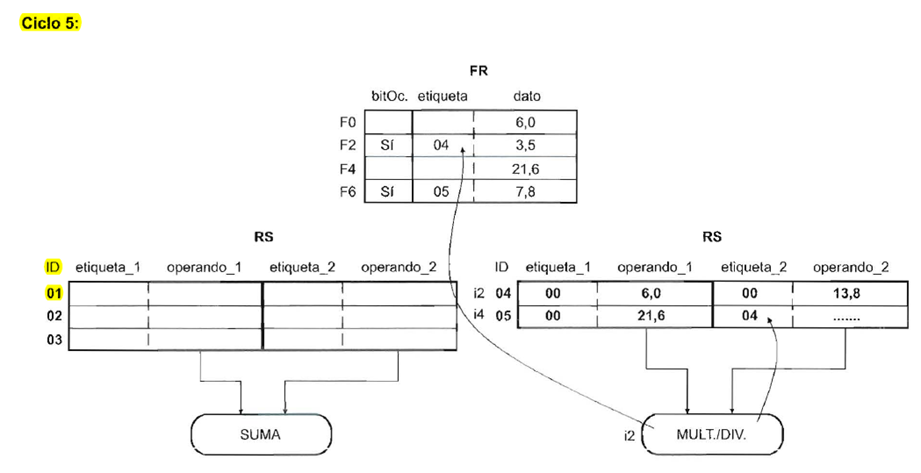 Ciclo 5:
FR
bitOc. etiqueta dato
F0 6,0
F2 Sí 04 3,5
F4 21,6
F6 Sí 05 7,8
RS
ID etiqueta_1 operando_1 etiqueta_2 operando_2
01
02
03
SUMA
RS
ID etiqueta_1 operando_1 etiqueta_2 operando_2
i2 04 00 6,0 00 13,8
i4 05 00 21,6 04 .......
i2 MULT./DIV.